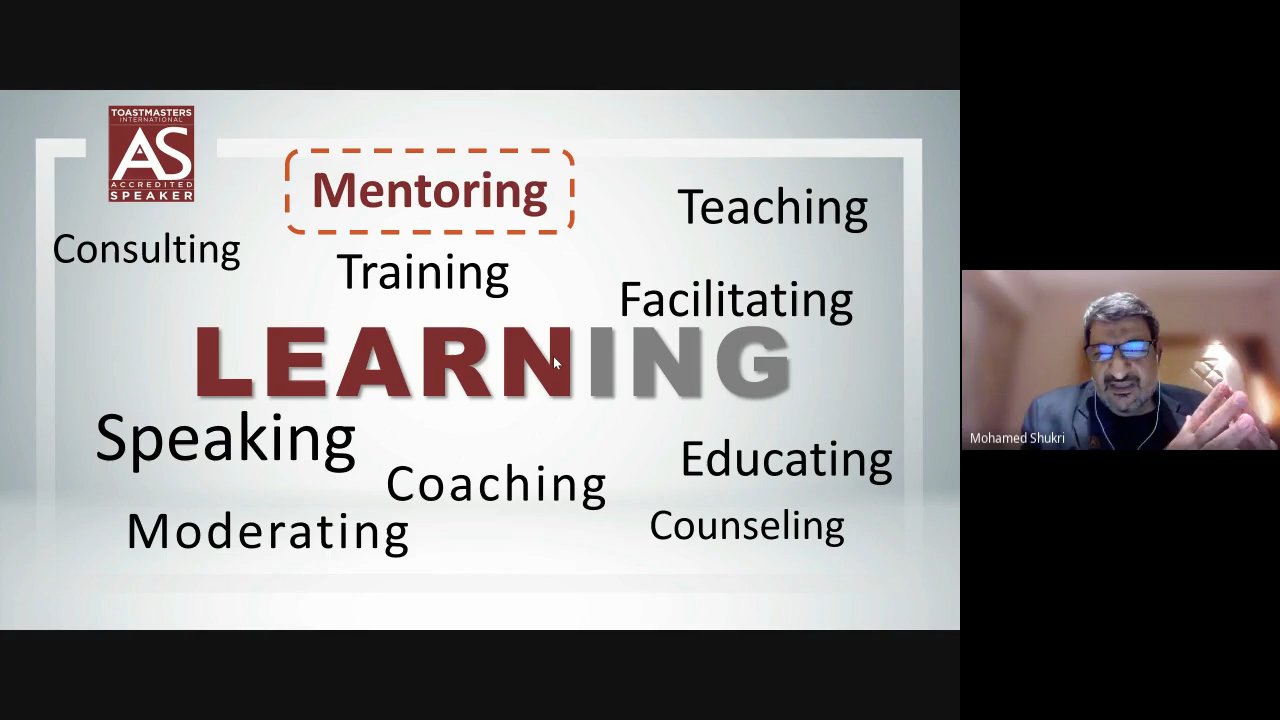 TOASTMASTERS
INTERNATIONAL
AS
ACCREDITED
SPEAKER
Mentoring
Teaching
Consulting
Training
Facilitating
LEARNING
Speaking
Educating
Coaching
Counseling
Moderating
Mohamed Shukri